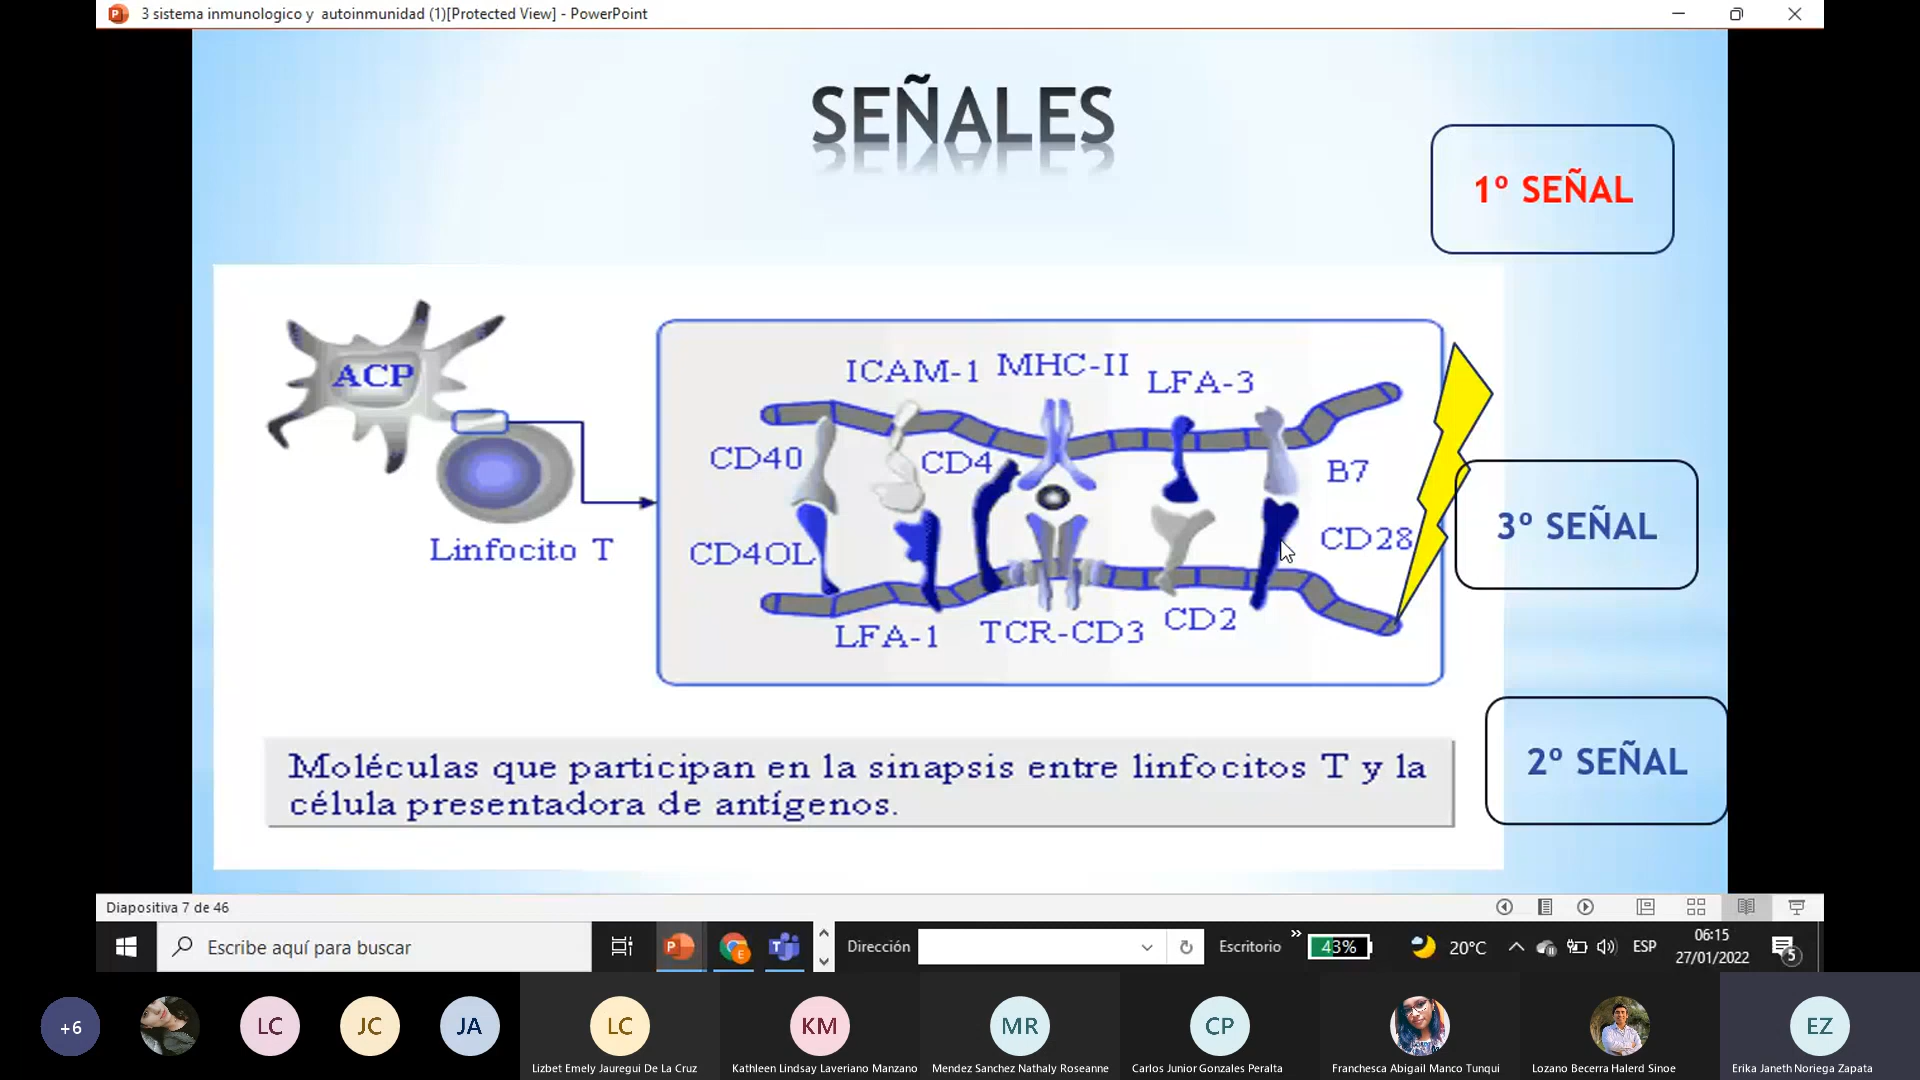 3 sistema inmunologico y  autoinmunidad (1)[Protected View] - PowerPoint
SEÑALES
1º SEÑAL
ACP
Linfocito T
ICAM-1
MHC-II
LFA-3
CD40
CD4
B7
CD4OL
CD28
LFA-1
TCR-CD3
CD2
3º SEÑAL
2º SEÑAL
Moléculas que participan en la sinapsis entre linfocitos T y la
célula presentadora de antígenos.
Diapositiva 7 de 46
Escribe aquí para buscar
Dirección
Escritorio
»
43%
20°C
ESP
06:15
27/01/2022
5
+6
LC
JC
JA
LC
Lizbet Emely Jauregui De La Cruz
KM
Kathleen Lindsay Laveriano Manzano
MR
Mendez Sanchez Nathaly Roseanne
CP
Carlos Junior Gonzales Peralta
Franchesca Abigail Manco Tunqui
Lozano Becerra Halerd Sinoe
EZ
Erika Janeth Noriega Zapata